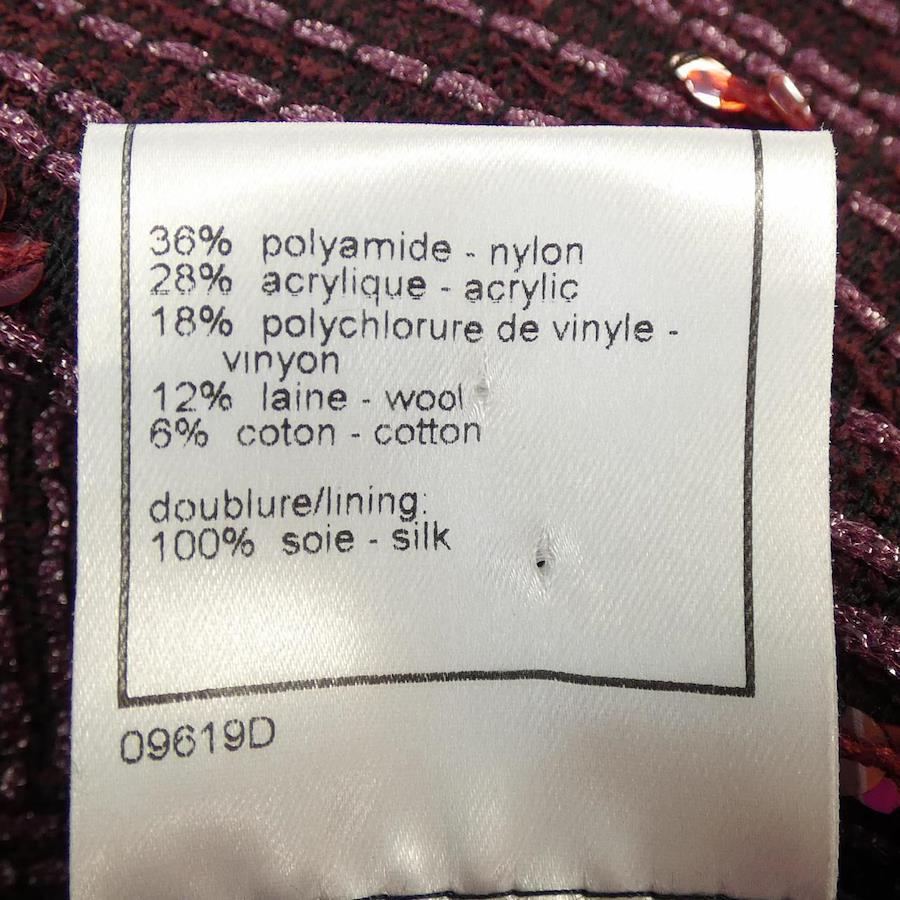 36% polyamide - nylon
28% acrylique - acrylic
18% polychlorure de vinyle -
vinyon
12% laine - wool
6% coton - cotton
doublure/lining:
100% soie - silk
09619D